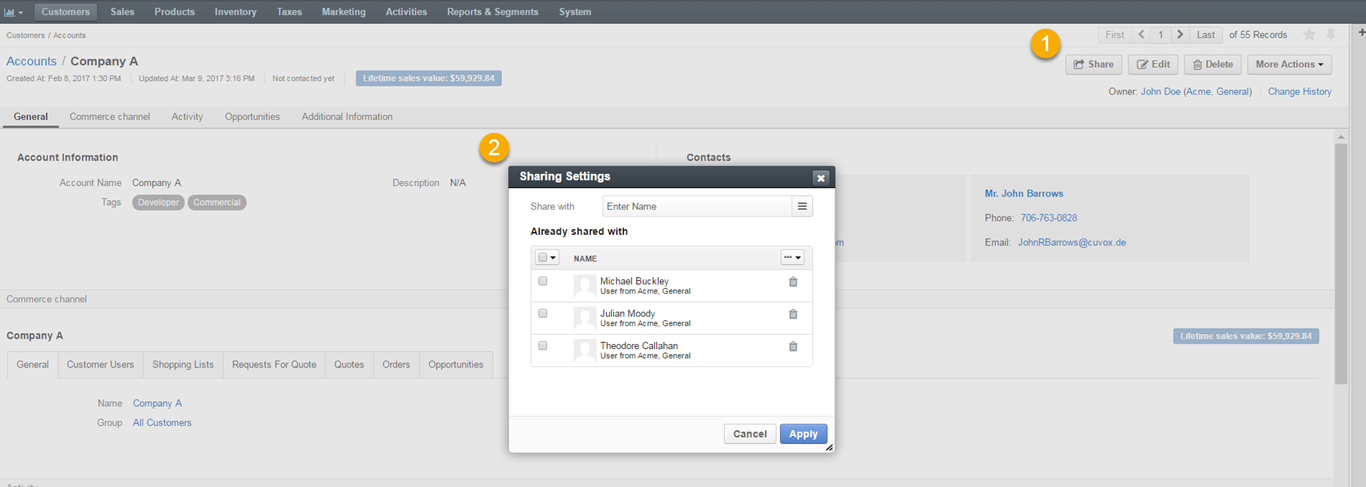 Customers Sales Products Inventory Taxes Marketing Activities Reports & Segments System
Customers / Accounts
First 1 Last of 55 Records
1
Accounts / Company A
Share Edit Delete More Actions
Created At: Feb 8, 2017 1:30 PM Updated At: Mar 9, 2017 3:16 PM Not contacted yet Lifetime sales value: $59,929.84
Owner: John Doe (Acme, General) Change History
General Commerce channel Activity Opportunities Additional Information
2
Account Information
Contacts
Account Name Company A
Description N/A
Tags Developer Commercial
Mr. John Barrows
Phone: 706-763-0828
om
Email: JohnRBarrows@cuvox.de
Sharing Settings
Share with Enter Name
Already shared with
NAME
Michael Buckley
User from Acme, General
Julian Moody
User from Acme, General
Theodore Callahan
User from Acme, General
Cancel Apply
Commerce channel
Company A
Lifetime sales value: $59,929.84
General Customer Users Shopping Lists Requests For Quote Quotes Orders Opportunities
Name Company A
Group All Customers